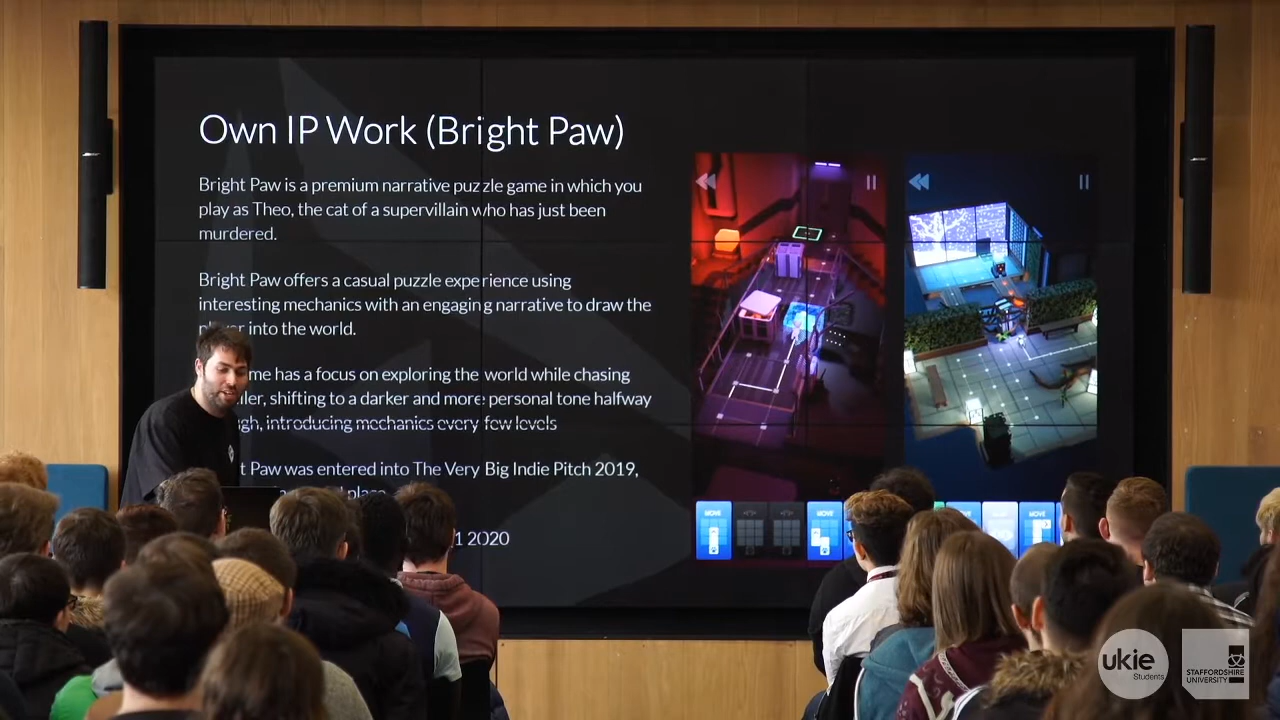 Own IP Work (Bright Paw)
Bright Paw is a premium narrative puzzle game in which you
play as Theo, the cat of a supervillain who has just been
murdered.
Bright Paw offers a casual puzzle experience using
interesting mechanics with an engaging narrative to draw the
into the world.
has a focus on exploring the world while chasing
shifting to a darker and more personal tone halfway
introducing mechanics every few levels
Paw was entered into The Very Big Indie Pitch 2019,
place
2020
MOVE
MOVE
MOVE
MOVE
ukie
Students
STAFFORDSHIRE
UNIVERSITY